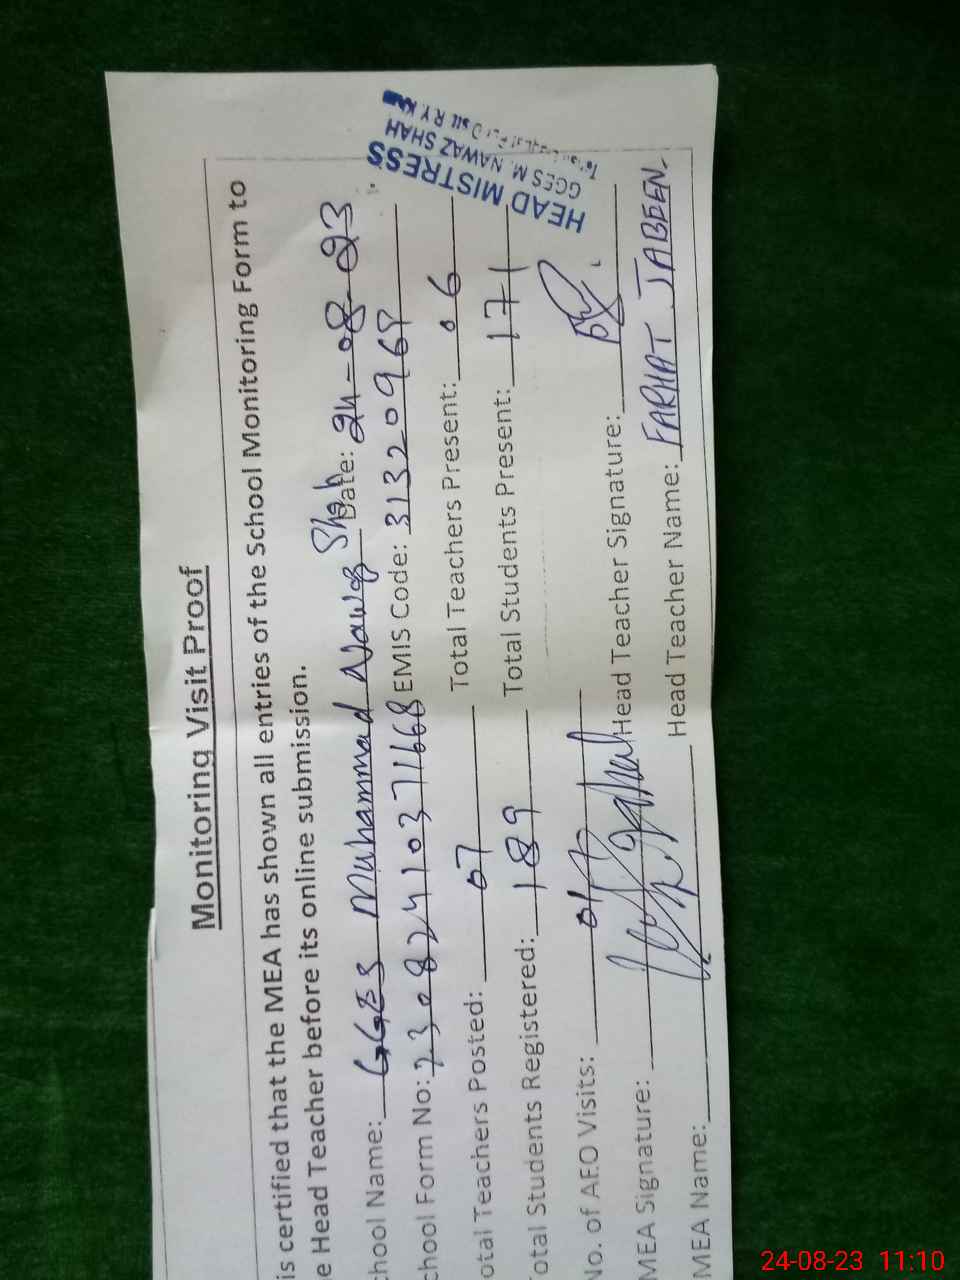 Monitoring Visit Proof
is certified that the MEA has shown all entries of the School Monitoring Form to
e Head Teacher before its online submission.
chool Name: GGES Muhammad Nawaz Shah Date: 24-08-23
chool Form No: 23082410371668 EMIS Code: 31320968
otal Teachers Posted: 07 Total Teachers Present: 06
otal Students Registered: 189 Total Students Present: 171
No. of AEO Visits: 01
MEA Signature: Head Teacher Signature:
MEA Name: Head Teacher Name: FARHAT JABEEN
HEAD MISTRESS
GGES M. NAWAZ SHAH
Distt R.Y. KHAN
24-08-23 11:10